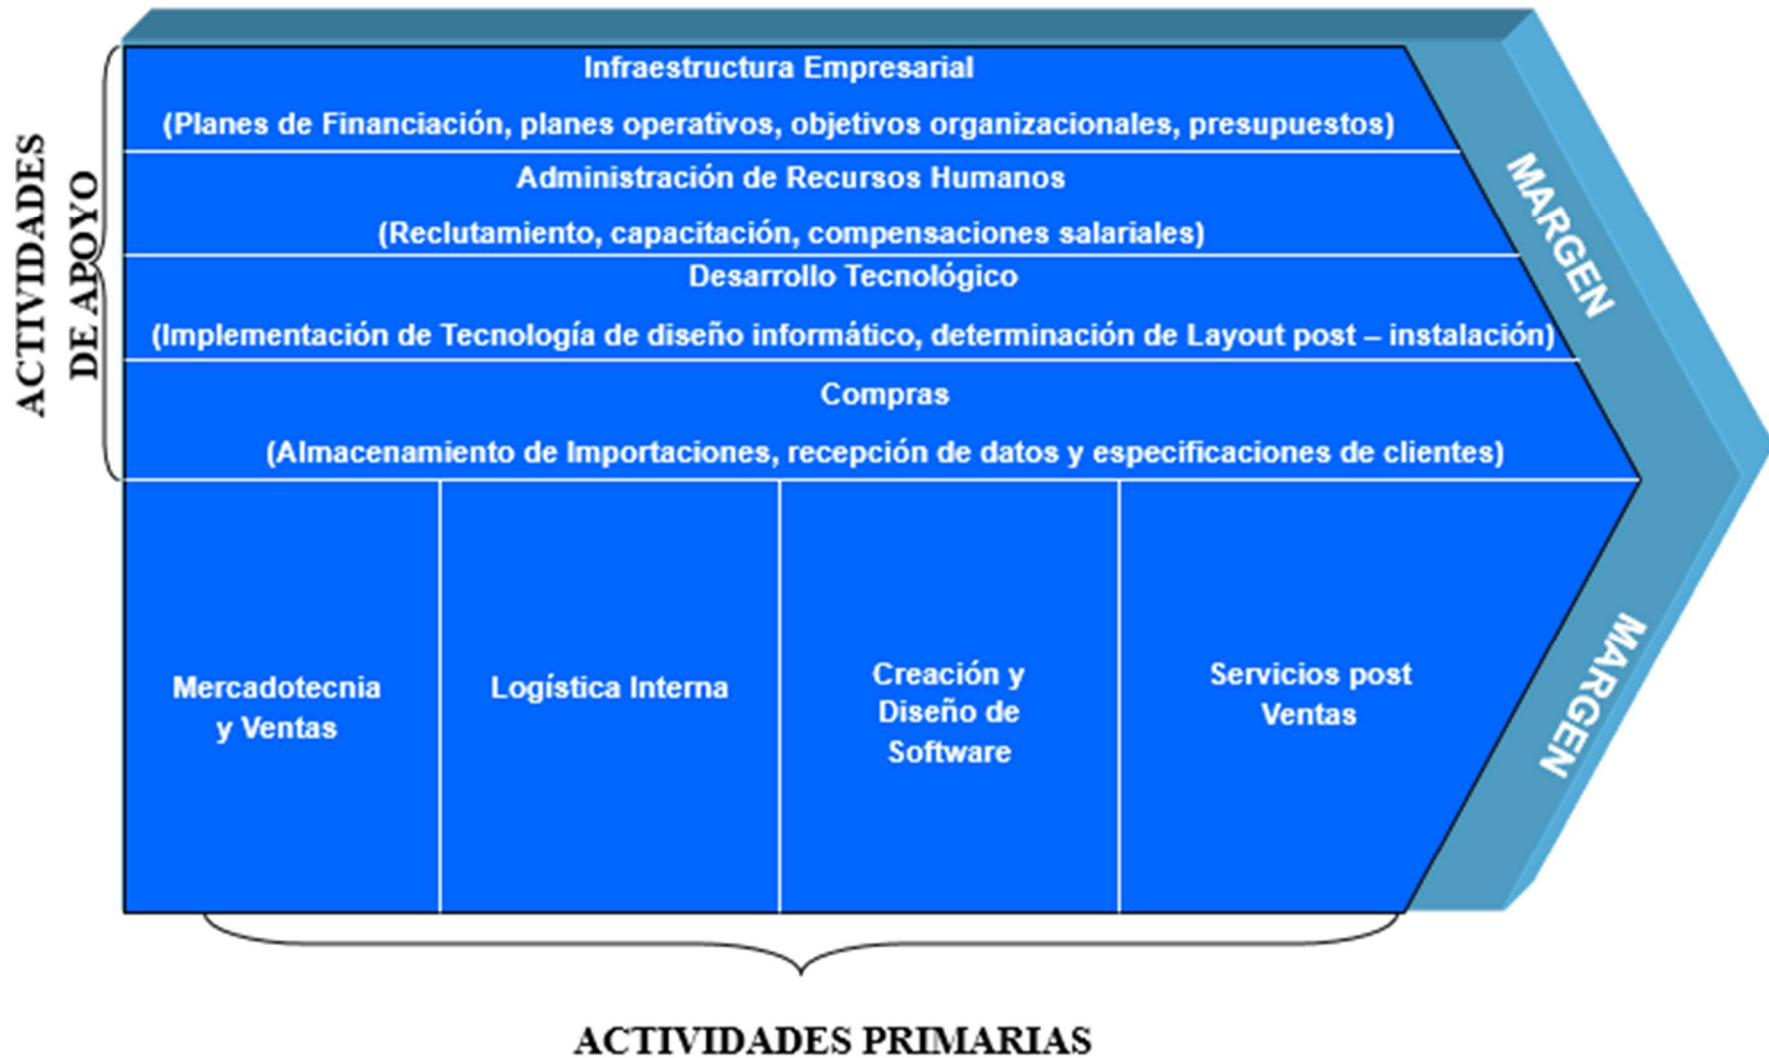 ACTIVIDADES
DE APOYO
Infraestructura Empresarial
(Planes de Financiación, planes operativos, objetivos organizacionales, presupuestos)
Administración de Recursos Humanos
(Reclutamiento, capacitación, compensaciones salariales)
Desarrollo Tecnológico
(Implementación de Tecnología de diseño informático, determinación de Layout post – instalación)
Compras
(Almacenamiento de Importaciones, recepción de datos y especificaciones de clientes)
MARGEN
Mercadotecnia
y Ventas
Logística Interna
Creación y
Diseño de
Software
Servicios post
Ventas
MARGEN
ACTIVIDADES PRIMARIAS